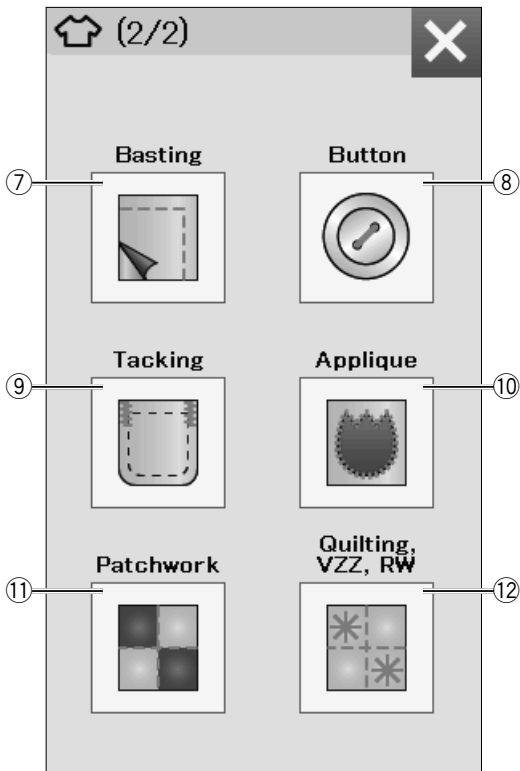 (2/2)
Basting
Button
⑦
⑧
Tacking
Applique
⑨
⑩
Patchwork
Quilting,
VZZ, RW
⑪
⑫